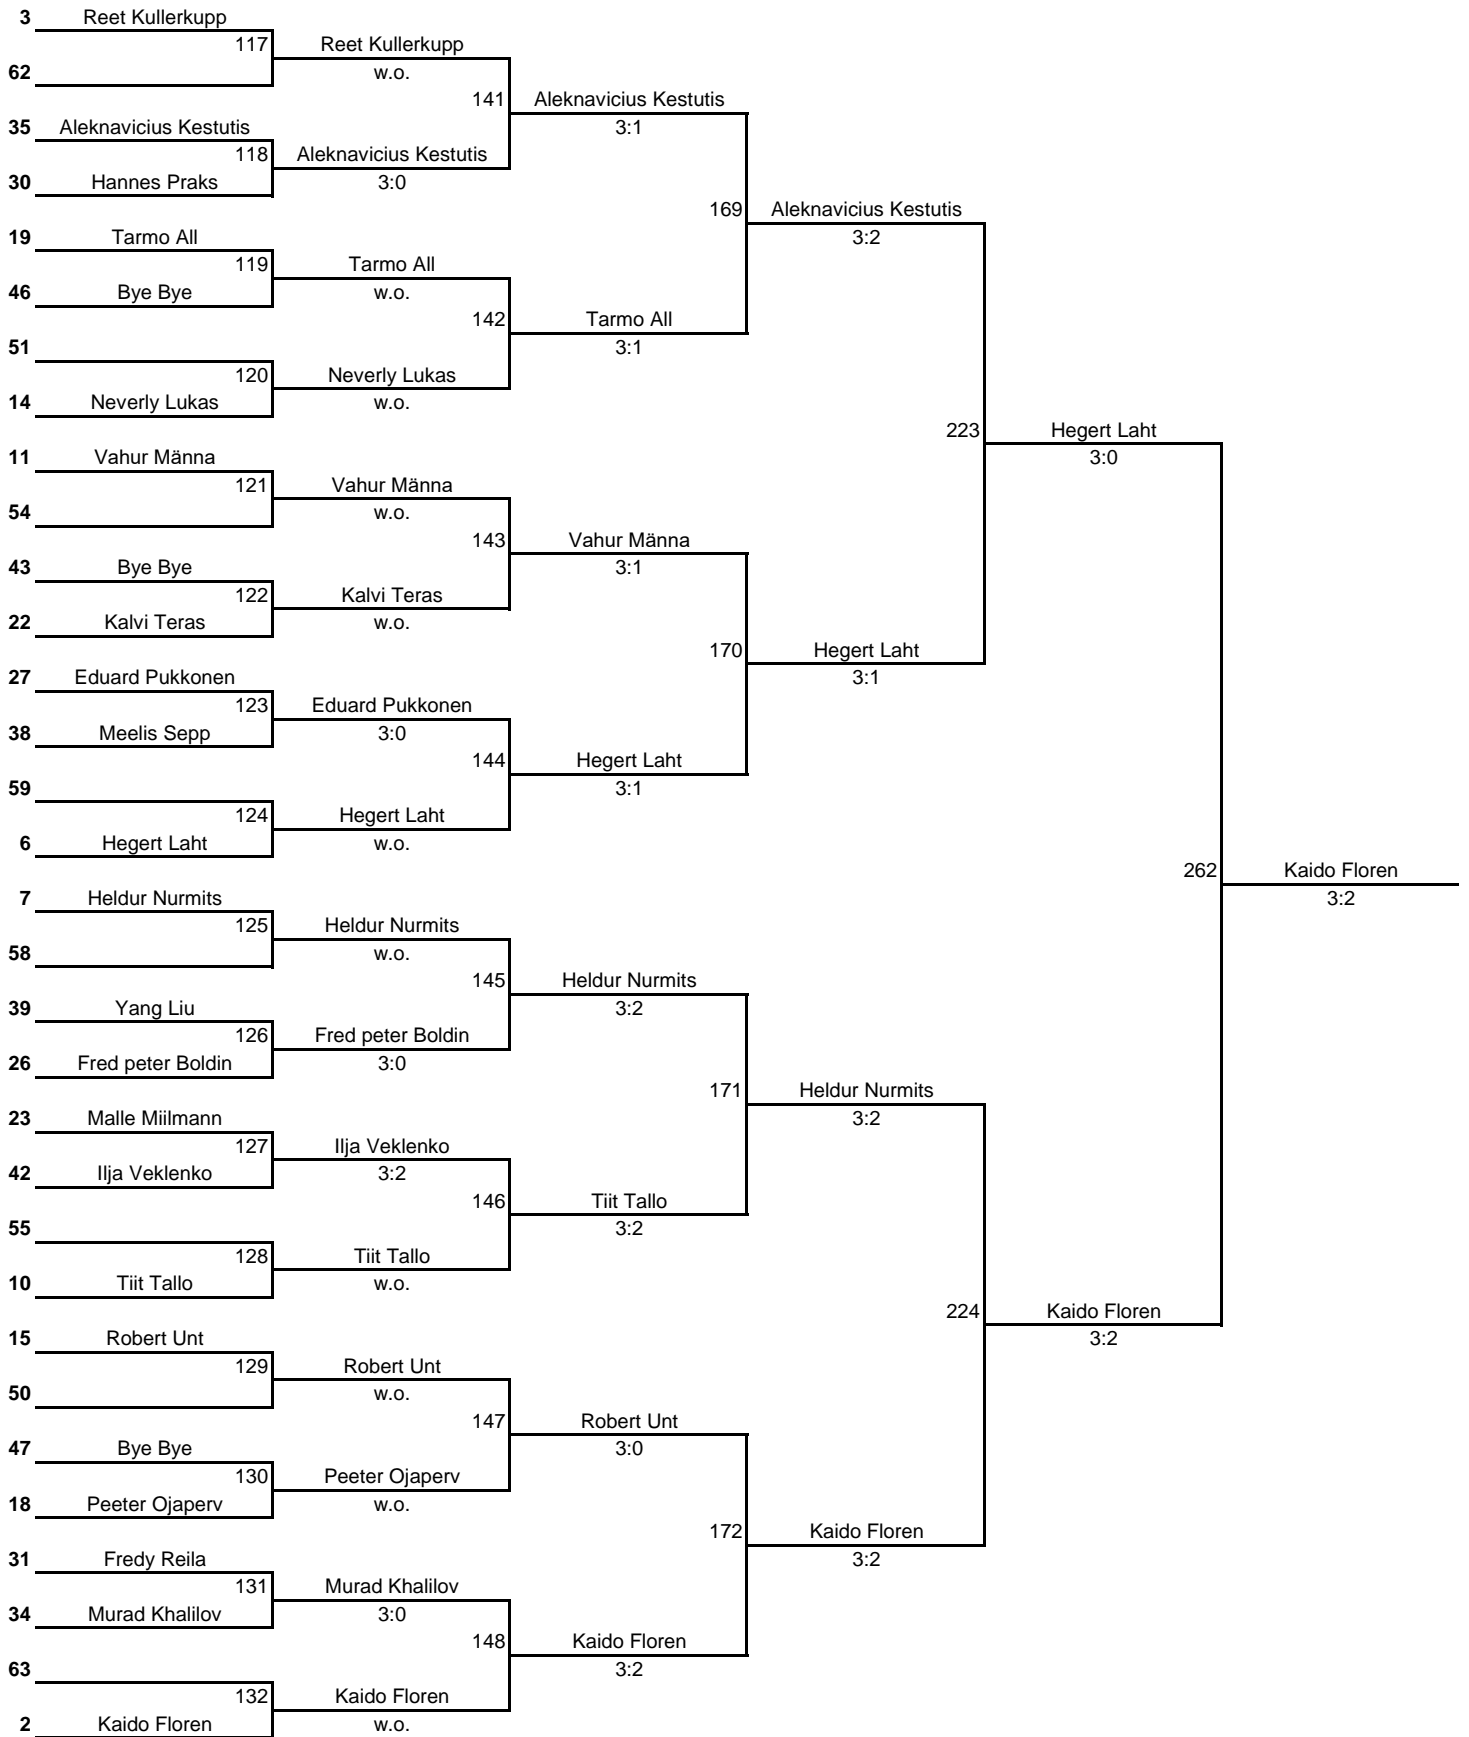 3 Reet Kullerkupp
117 Reet Kullerkupp
62 w.o.
141 Aleknavicius Kestutis
35 Aleknavicius Kestutis 3:1
118 Aleknavicius Kestutis
30 Hannes Praks 3:0
169 Aleknavicius Kestutis
19 Tarmo All 3:2
119 Tarmo All
46 Bye Bye w.o.
142 Tarmo All
51 3:1
120 Neverly Lukas
14 Neverly Lukas w.o.
223 Hegert Laht
11 Vahur Männa 3:0
121 Vahur Männa
54 w.o.
143 Vahur Männa
43 Bye Bye 3:1
122 Kalvi Teras
22 Kalvi Teras w.o.
170 Hegert Laht
27 Eduard Pukkonen 3:1
123 Eduard Pukkonen
38 Meelis Sepp 3:0
144 Hegert Laht
59 3:1
124 Hegert Laht
6 Hegert Laht w.o.
262 Kaido Floren
7 Heldur Nurmits 3:2
125 Heldur Nurmits
58 w.o.
145 Heldur Nurmits
39 Yang Liu 3:2
126 Fred peter Boldin
26 Fred peter Boldin 3:0
171 Heldur Nurmits
23 Malle Miilmann 3:2
127 Ilja Veklenko
42 Ilja Veklenko 3:2
146 Tiit Tallo
55 3:2
128 Tiit Tallo
10 Tiit Tallo w.o.
224 Kaido Floren
15 Robert Unt 3:2
129 Robert Unt
50 w.o.
147 Robert Unt
47 Bye Bye 3:0
130 Peeter Ojaperv
18 Peeter Ojaperv w.o.
172 Kaido Floren
31 Fredy Reila 3:2
131 Murad Khalilov
34 Murad Khalilov 3:0
148 Kaido Floren
63 3:2
132 Kaido Floren
2 Kaido Floren w.o.